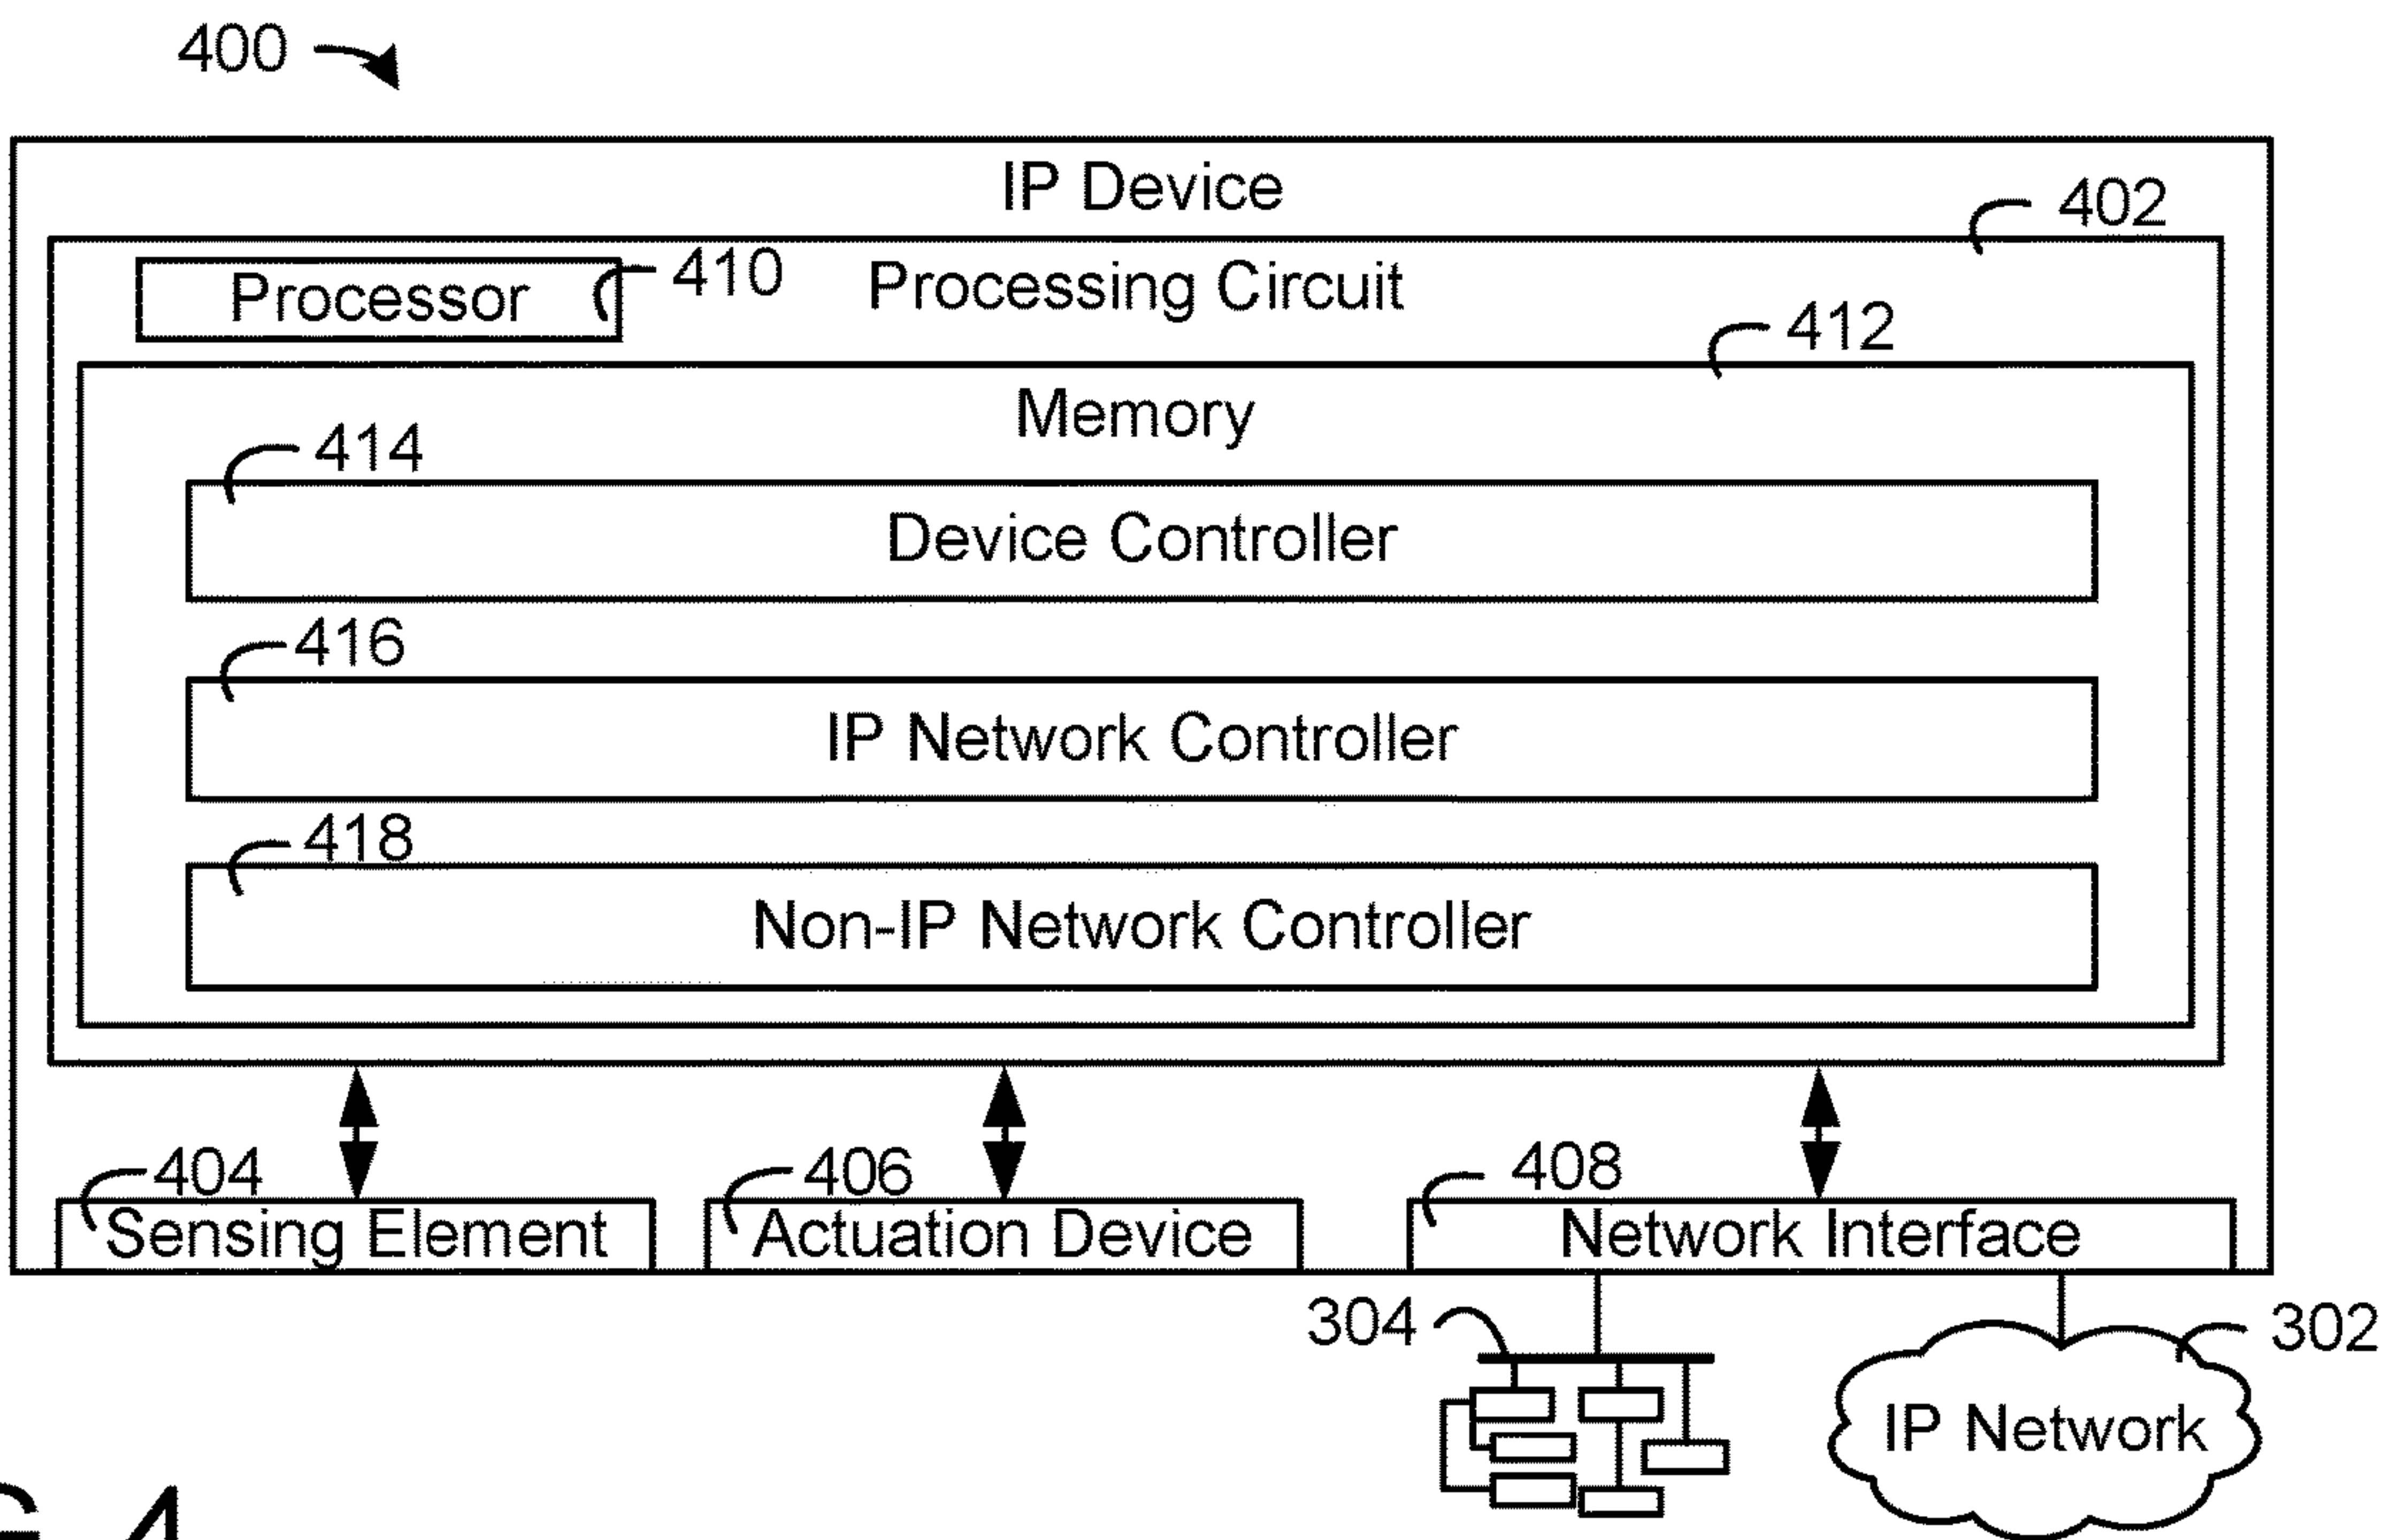 400
IP Device
402
Processor
410
Processing Circuit
412
Memory
414
Device Controller
416
IP Network Controller
418
Non-IP Network Controller
404
406
408
Sensing Element
Actuation Device
Network Interface
304
302
IP Network
4